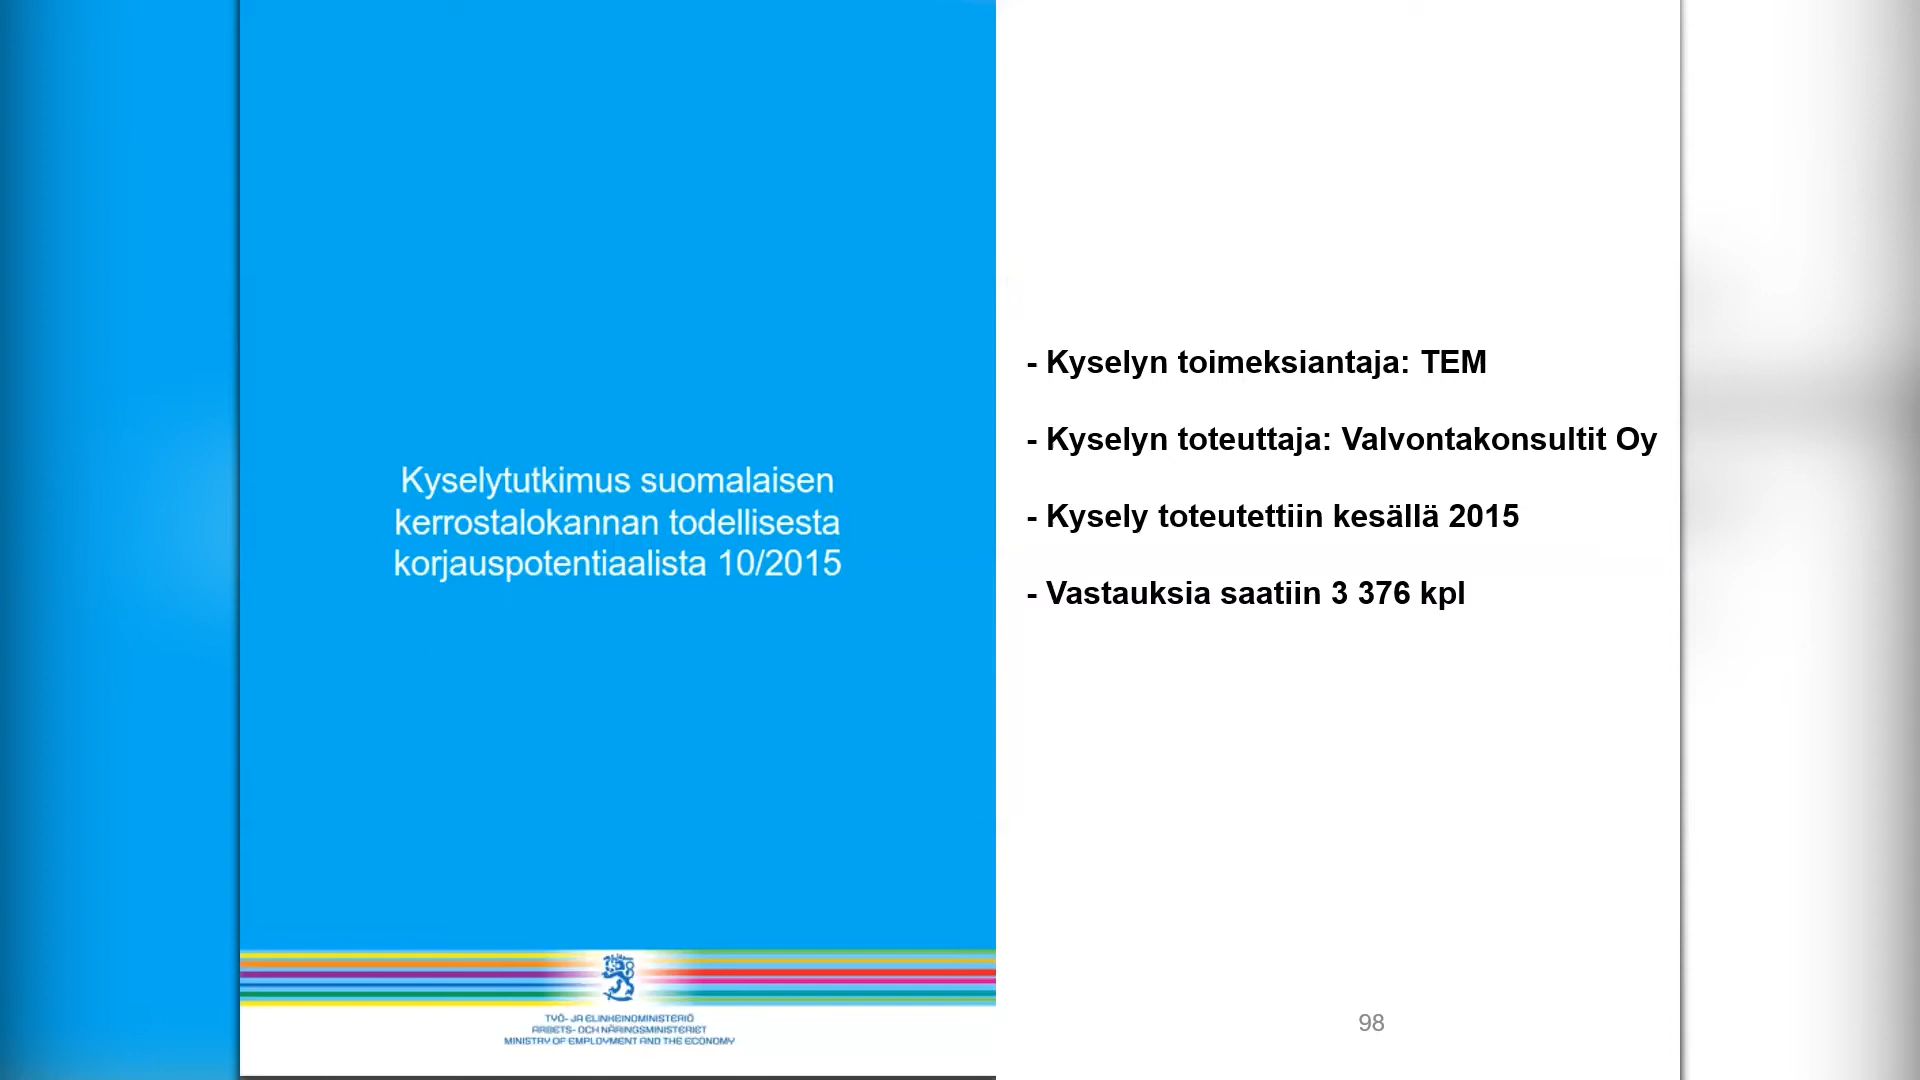 Kyselytutkimus suomalaisen
kerrostalokannan todellisesta
korjauspotentiaalista 10/2015
TYÖ- JA ELINKEINOMINISTERIÖ
ARBETS- OCH NÄRINGSMINISTERIET
MINISTRY OF EMPLOYMENT AND THE ECONOMY
- Kyselyn toimeksiantaja: TEM
- Kyselyn toteuttaja: Valvontakonsultit Oy
- Kysely toteutettiin kesällä 2015
- Vastauksia saatiin 3 376 kpl
98